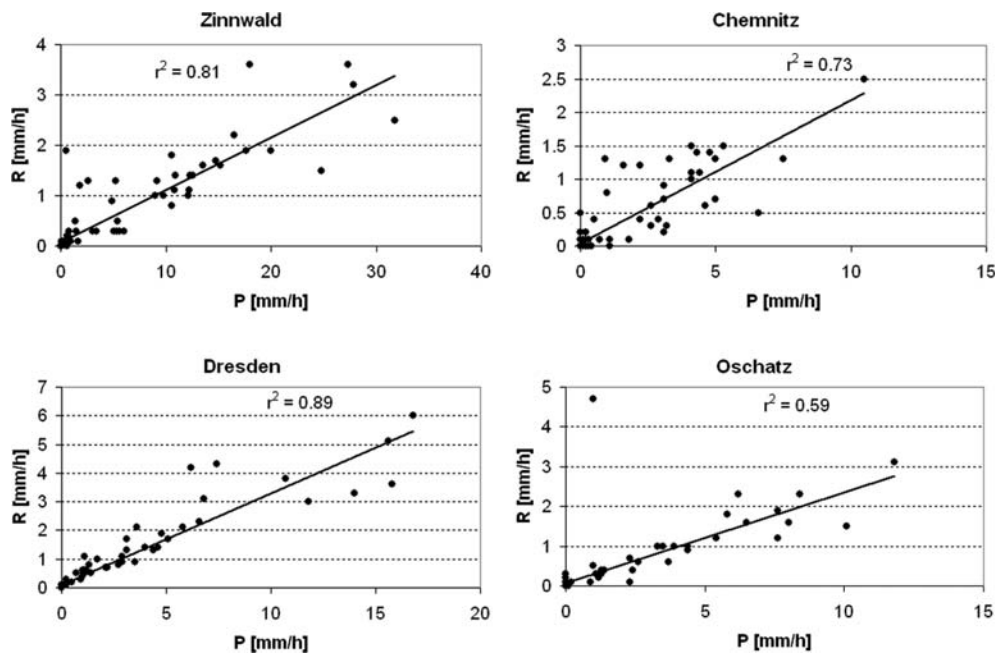 Zinnwald
r² = 0.81
R [mm/h]
4
3
2
1
0
0 10 20 30 40
P [mm/h]
Chemnitz
r² = 0.73
R [mm/h]
3
2.5
2
1.5
1
0.5
0
0 5 10 15
P [mm/h]
Dresden
r² = 0.89
R [mm/h]
7
6
5
4
3
2
1
0
0 5 10 15 20
P [mm/h]
Oschatz
r² = 0.59
R [mm/h]
5
4
3
2
1
0
0 5 10 15
P [mm/h]